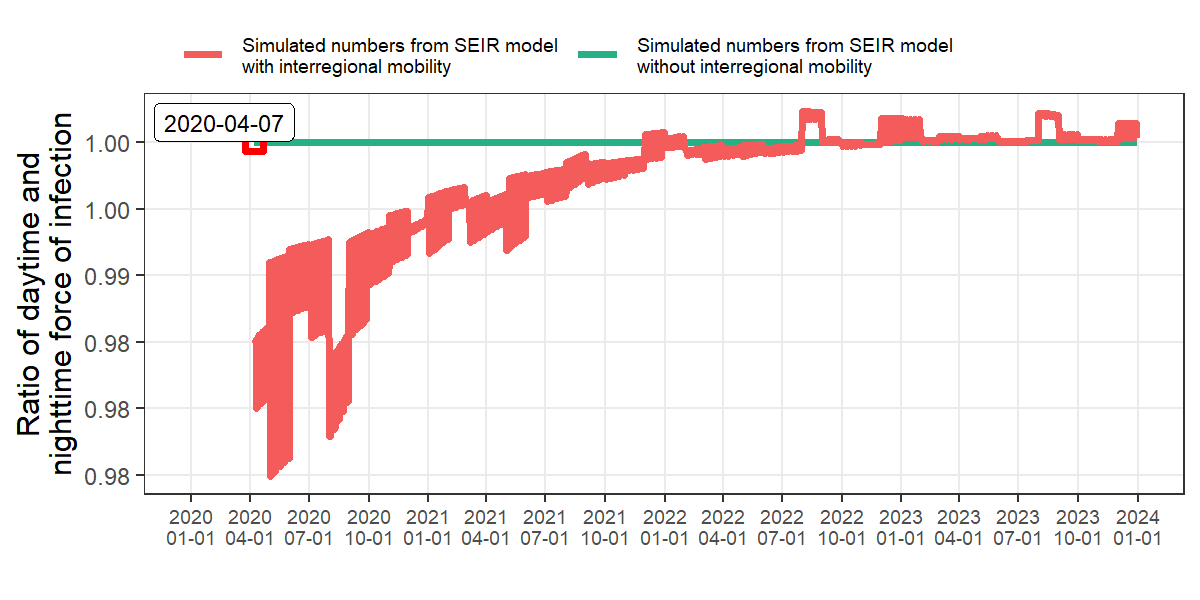 Simulated numbers from SEIR model
with interregional mobility
Simulated numbers from SEIR model
without interregional mobility
Ratio of daytime and
nighttime force of infection
2020-04-07
1.00
1.00
0.99
0.98
0.98
0.98
2020 2020 2020 2020 2021 2021 2021 2021 2022 2022 2022 2022 2023 2023 2023 2023 2024
01-01 04-01 07-01 10-01 01-01 04-01 07-01 10-01 01-01 04-01 07-01 10-01 01-01 04-01 07-01 10-01 01-01